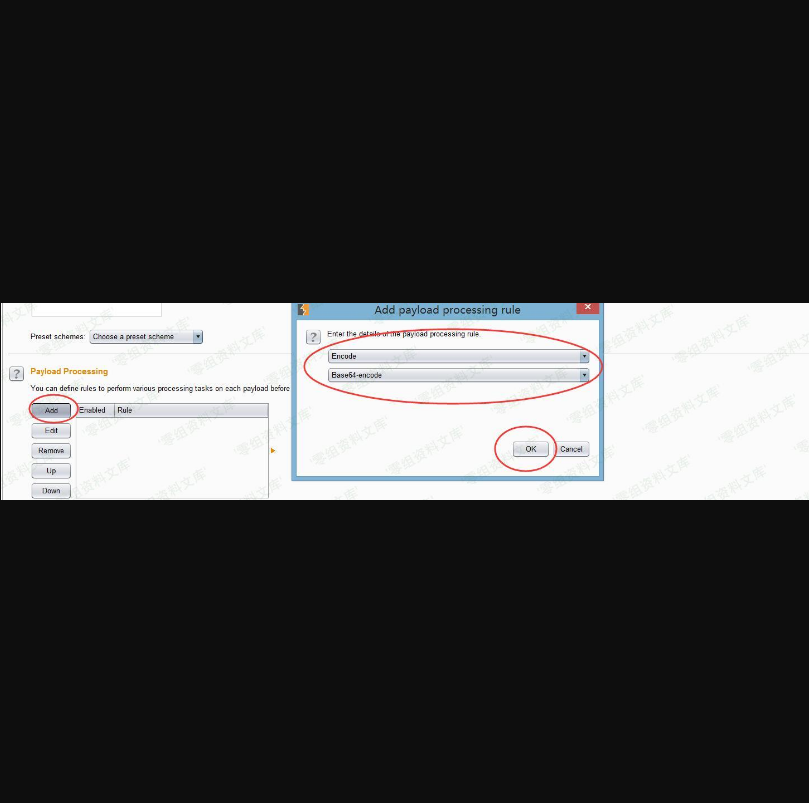 Add payload processing rule
Enter the details of the payload processing rule.
Encode
Base64-encode
OK
Cancel
Preset schemes:
Choose a preset scheme
Payload Processing
You can define rules to perform various processing tasks on each payload before
Add
Enabled
Rule
Edit
Remove
Up
Down
零组资料文库